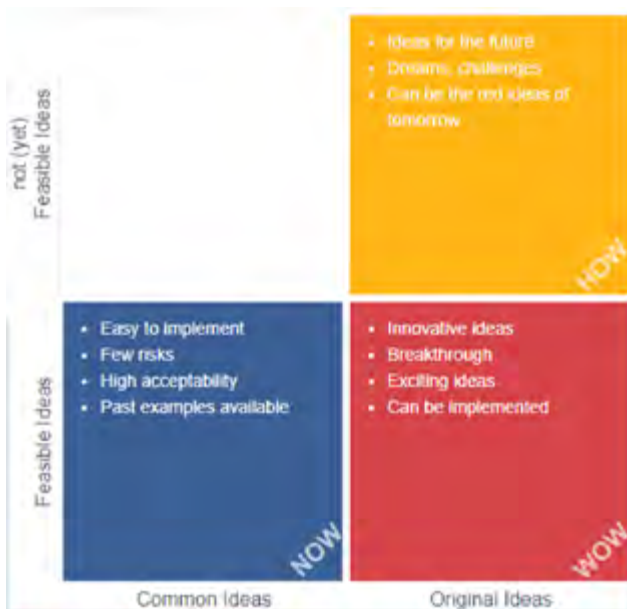 not (yet)
Feasible Ideas
• Ideas for the future
• Dreams, challenges
• Can be the red ideas of
tomorrow
HOW
Feasible Ideas
• Easy to implement
• Few risks
• High acceptability
• Past examples available
NOW
• Innovative ideas
• Breakthrough
• Exciting ideas
• Can be implemented
WOW
Common Ideas
Original Ideas